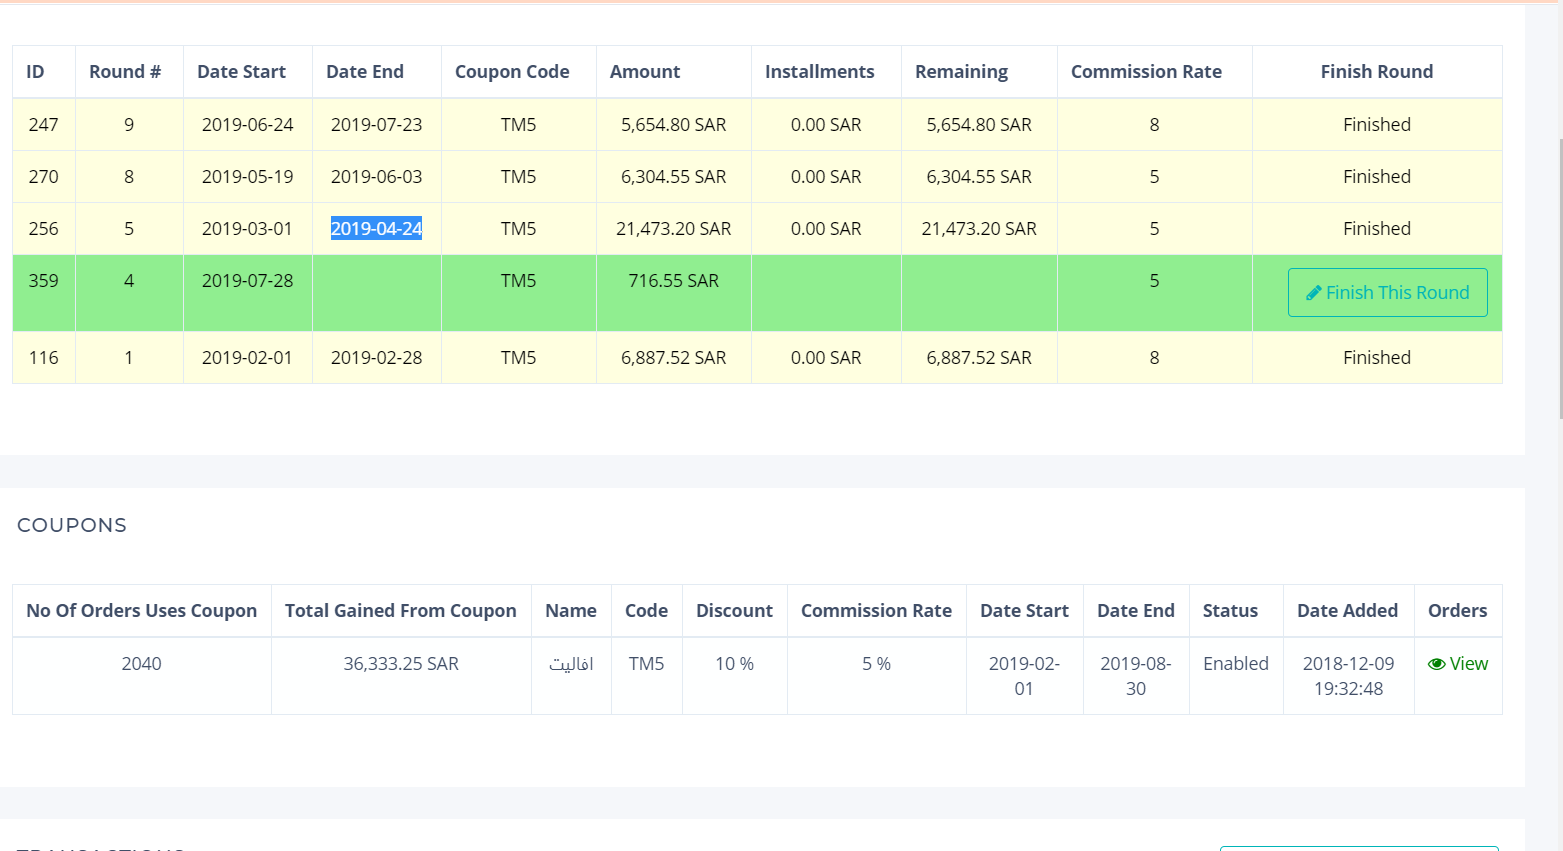 ID Round # Date Start Date End Coupon Code Amount Installments Remaining Commission Rate Finish Round
247 9 2019-06-24 2019-07-23 TM5 5,654.80 SAR 0.00 SAR 5,654.80 SAR 8 Finished
270 8 2019-05-19 2019-06-03 TM5 6,304.55 SAR 0.00 SAR 6,304.55 SAR 5 Finished
256 5 2019-03-01 2019-04-24 TM5 21,473.20 SAR 0.00 SAR 21,473.20 SAR 5 Finished
359 4 2019-07-28 TM5 716.55 SAR 5 Finish This Round
116 1 2019-02-01 2019-02-28 TM5 6,887.52 SAR 0.00 SAR 6,887.52 SAR 8 Finished
COUPONS
No Of Orders Uses Coupon Total Gained From Coupon Name Code Discount Commission Rate Date Start Date End Status Date Added Orders
2040 36,333.25 SAR افاليت TM5 10 % 5 % 2019-02- 2019-08- Enabled 2018-12-09 View
01 30 19:32:48